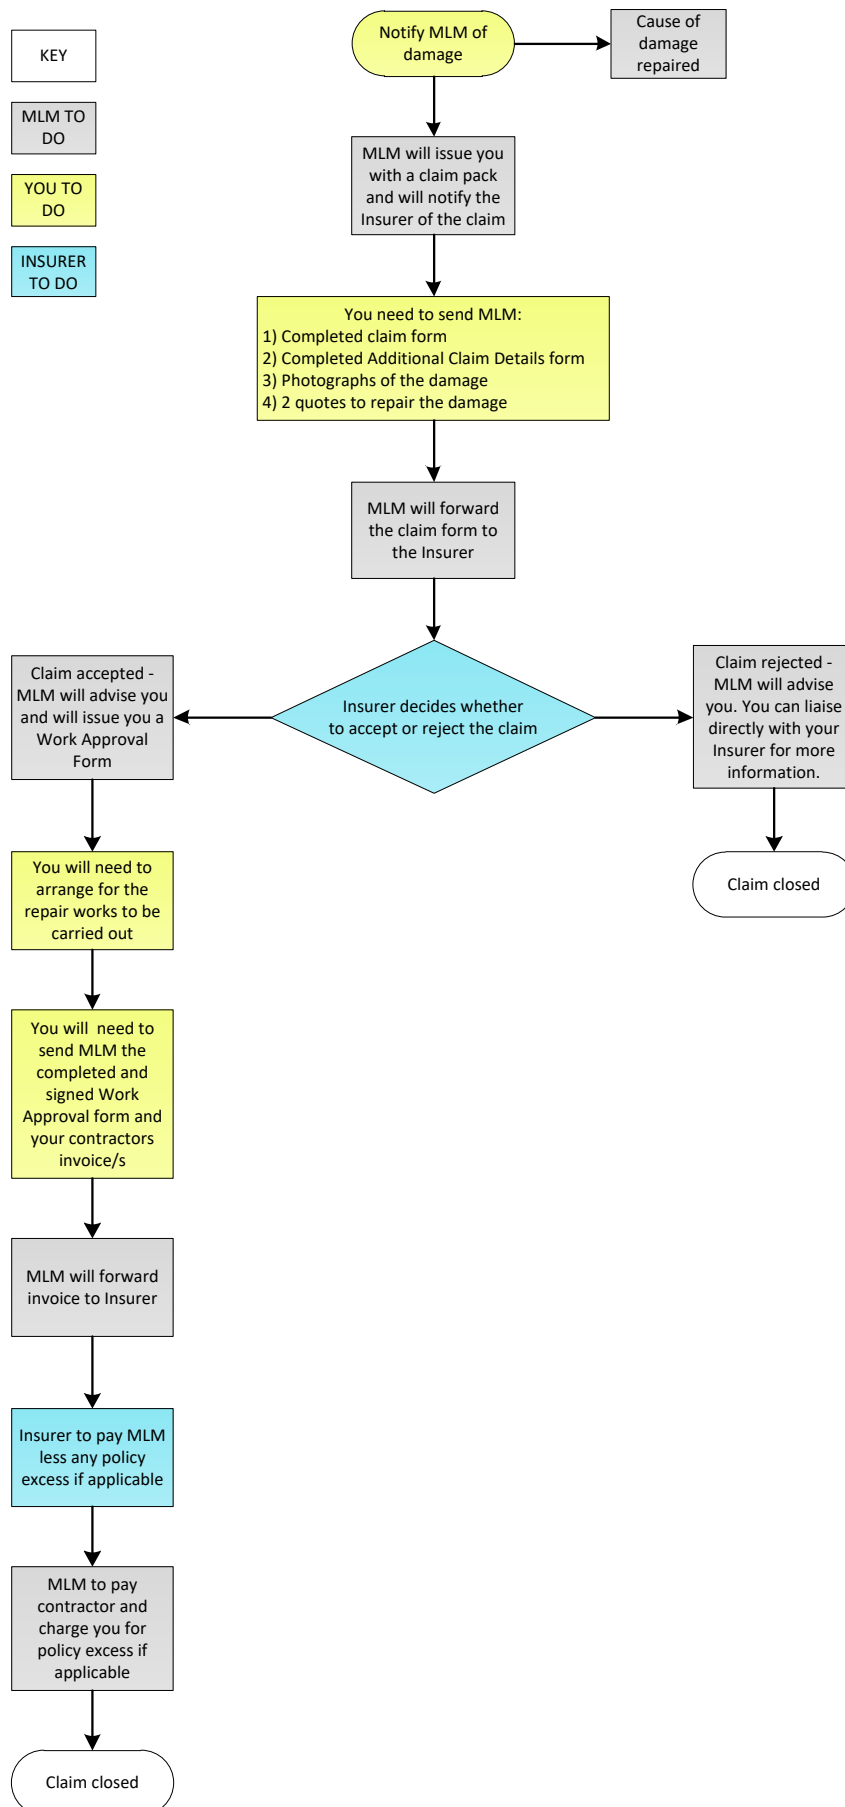 KEY
MLM TO
DO
YOU TO
DO
INSURER
TO DO
Notify MLM of
damage
Cause of
damage
repaired
MLM will issue you
with a claim pack
and will notify the
Insurer of the claim
You need to send MLM:
1) Completed claim form
2) Completed Additional Claim Details form
3) Photographs of the damage
4) 2 quotes to repair the damage
MLM will forward
the claim form to
the Insurer
Insurer decides whether
to accept or reject the claim
Claim accepted -
MLM will advise you
and will issue you a
Work Approval
Form
Claim rejected -
MLM will advise
you. You can liaise
directly with your
Insurer for more
information.
Claim closed
You will need to
arrange for the
repair works to be
carried out
You will  need to
send MLM the
completed and
signed Work
Approval form and
your contractors
invoice/s
MLM will forward
invoice to Insurer
Insurer to pay MLM
less any policy
excess if applicable
MLM to pay
contractor and
charge you for
policy excess if
applicable
Claim closed